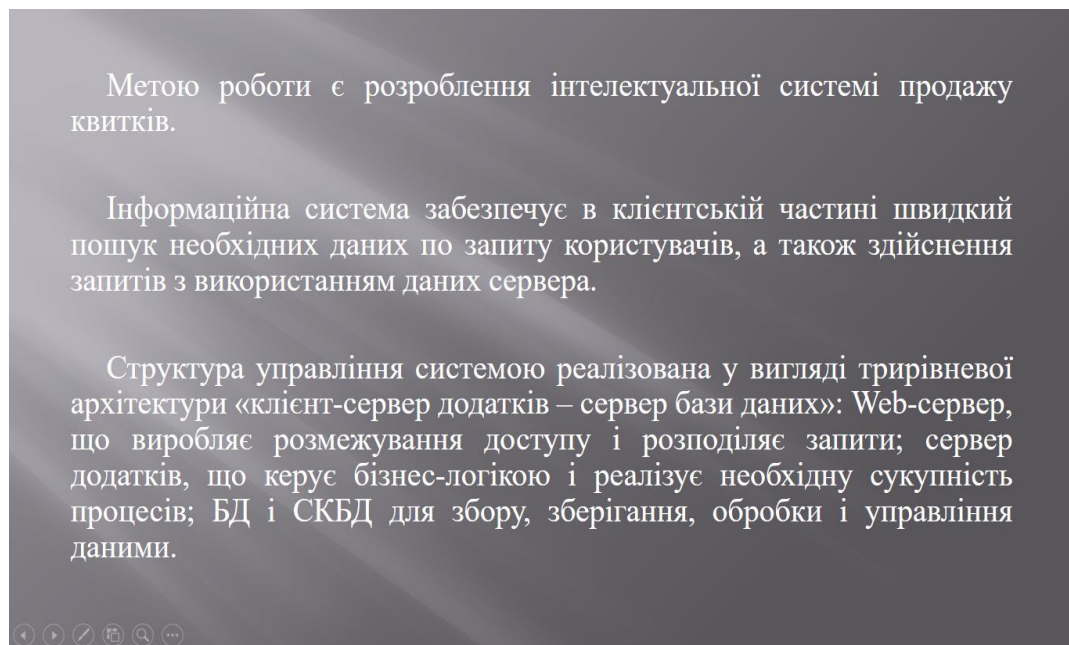 Метою роботи є розроблення інтелектуальної системі продажу
квитків.
Інформаційна система забезпечує в клієнтській частині швидкий
пошук необхідних даних по запиту користувачів, а також здійснення
запитів з використанням даних сервера.
Структура управління системою реалізована у вигляді трирівневої
архітектури «клієнт-сервер додатків – сервер бази даних»: Web-сервер,
що виробляє розмежування доступу і розподіляє запити; сервер
додатків, що керує бізнес-логікою і реалізує необхідну сукупність
процесів; БД і СКБД для збору, зберігання, обробки і управління
даними.